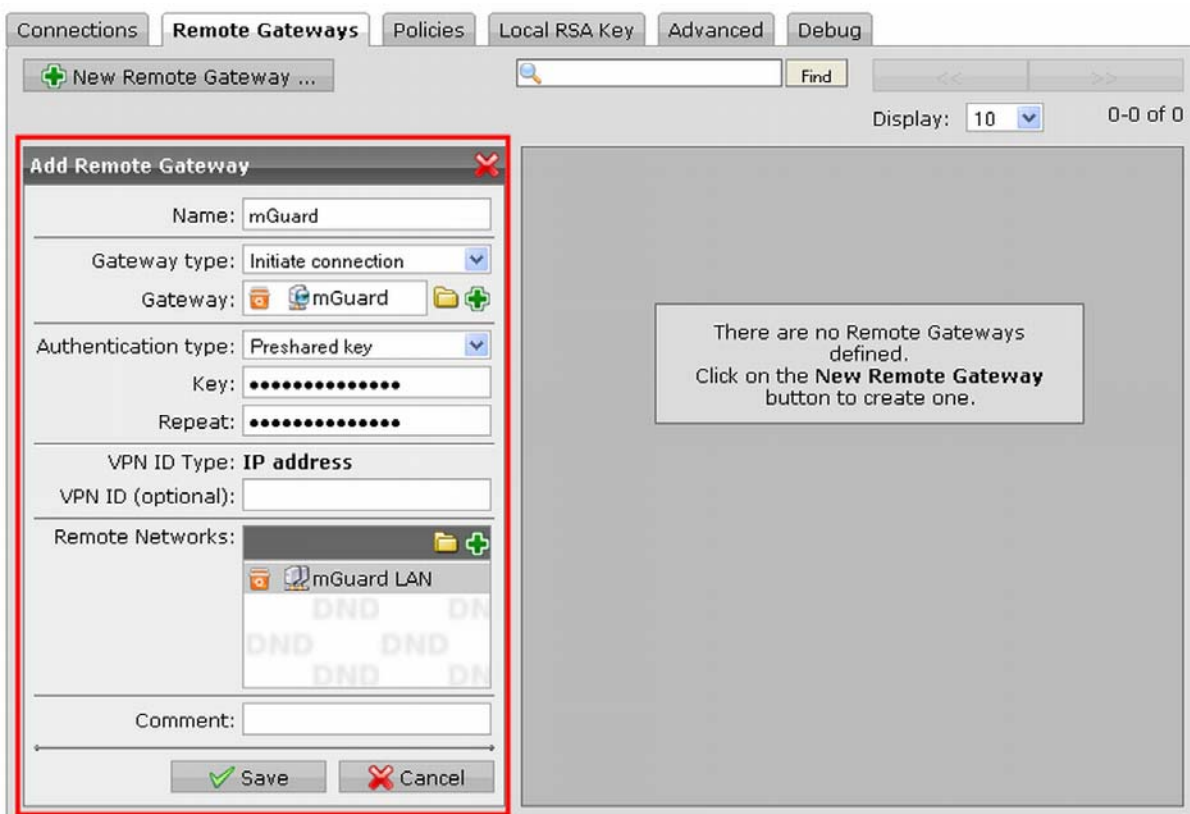 Connections
Remote Gateways
Policies
Local RSA Key
Advanced
Debug
New Remote Gateway ...
Find
<<
>>
Display: 10
0-0 of 0
Add Remote Gateway
Name: mGuard
Gateway type: Initiate connection
Gateway: mGuard
Authentication type: Preshared key
Key: ••••••••••••••
Repeat: ••••••••••••••
VPN ID Type: IP address
VPN ID (optional):
Remote Networks:
mGuard LAN
DND DN
DND DND
DND DN
Comment:
Save
Cancel
There are no Remote Gateways
defined.
Click on the New Remote Gateway
button to create one.